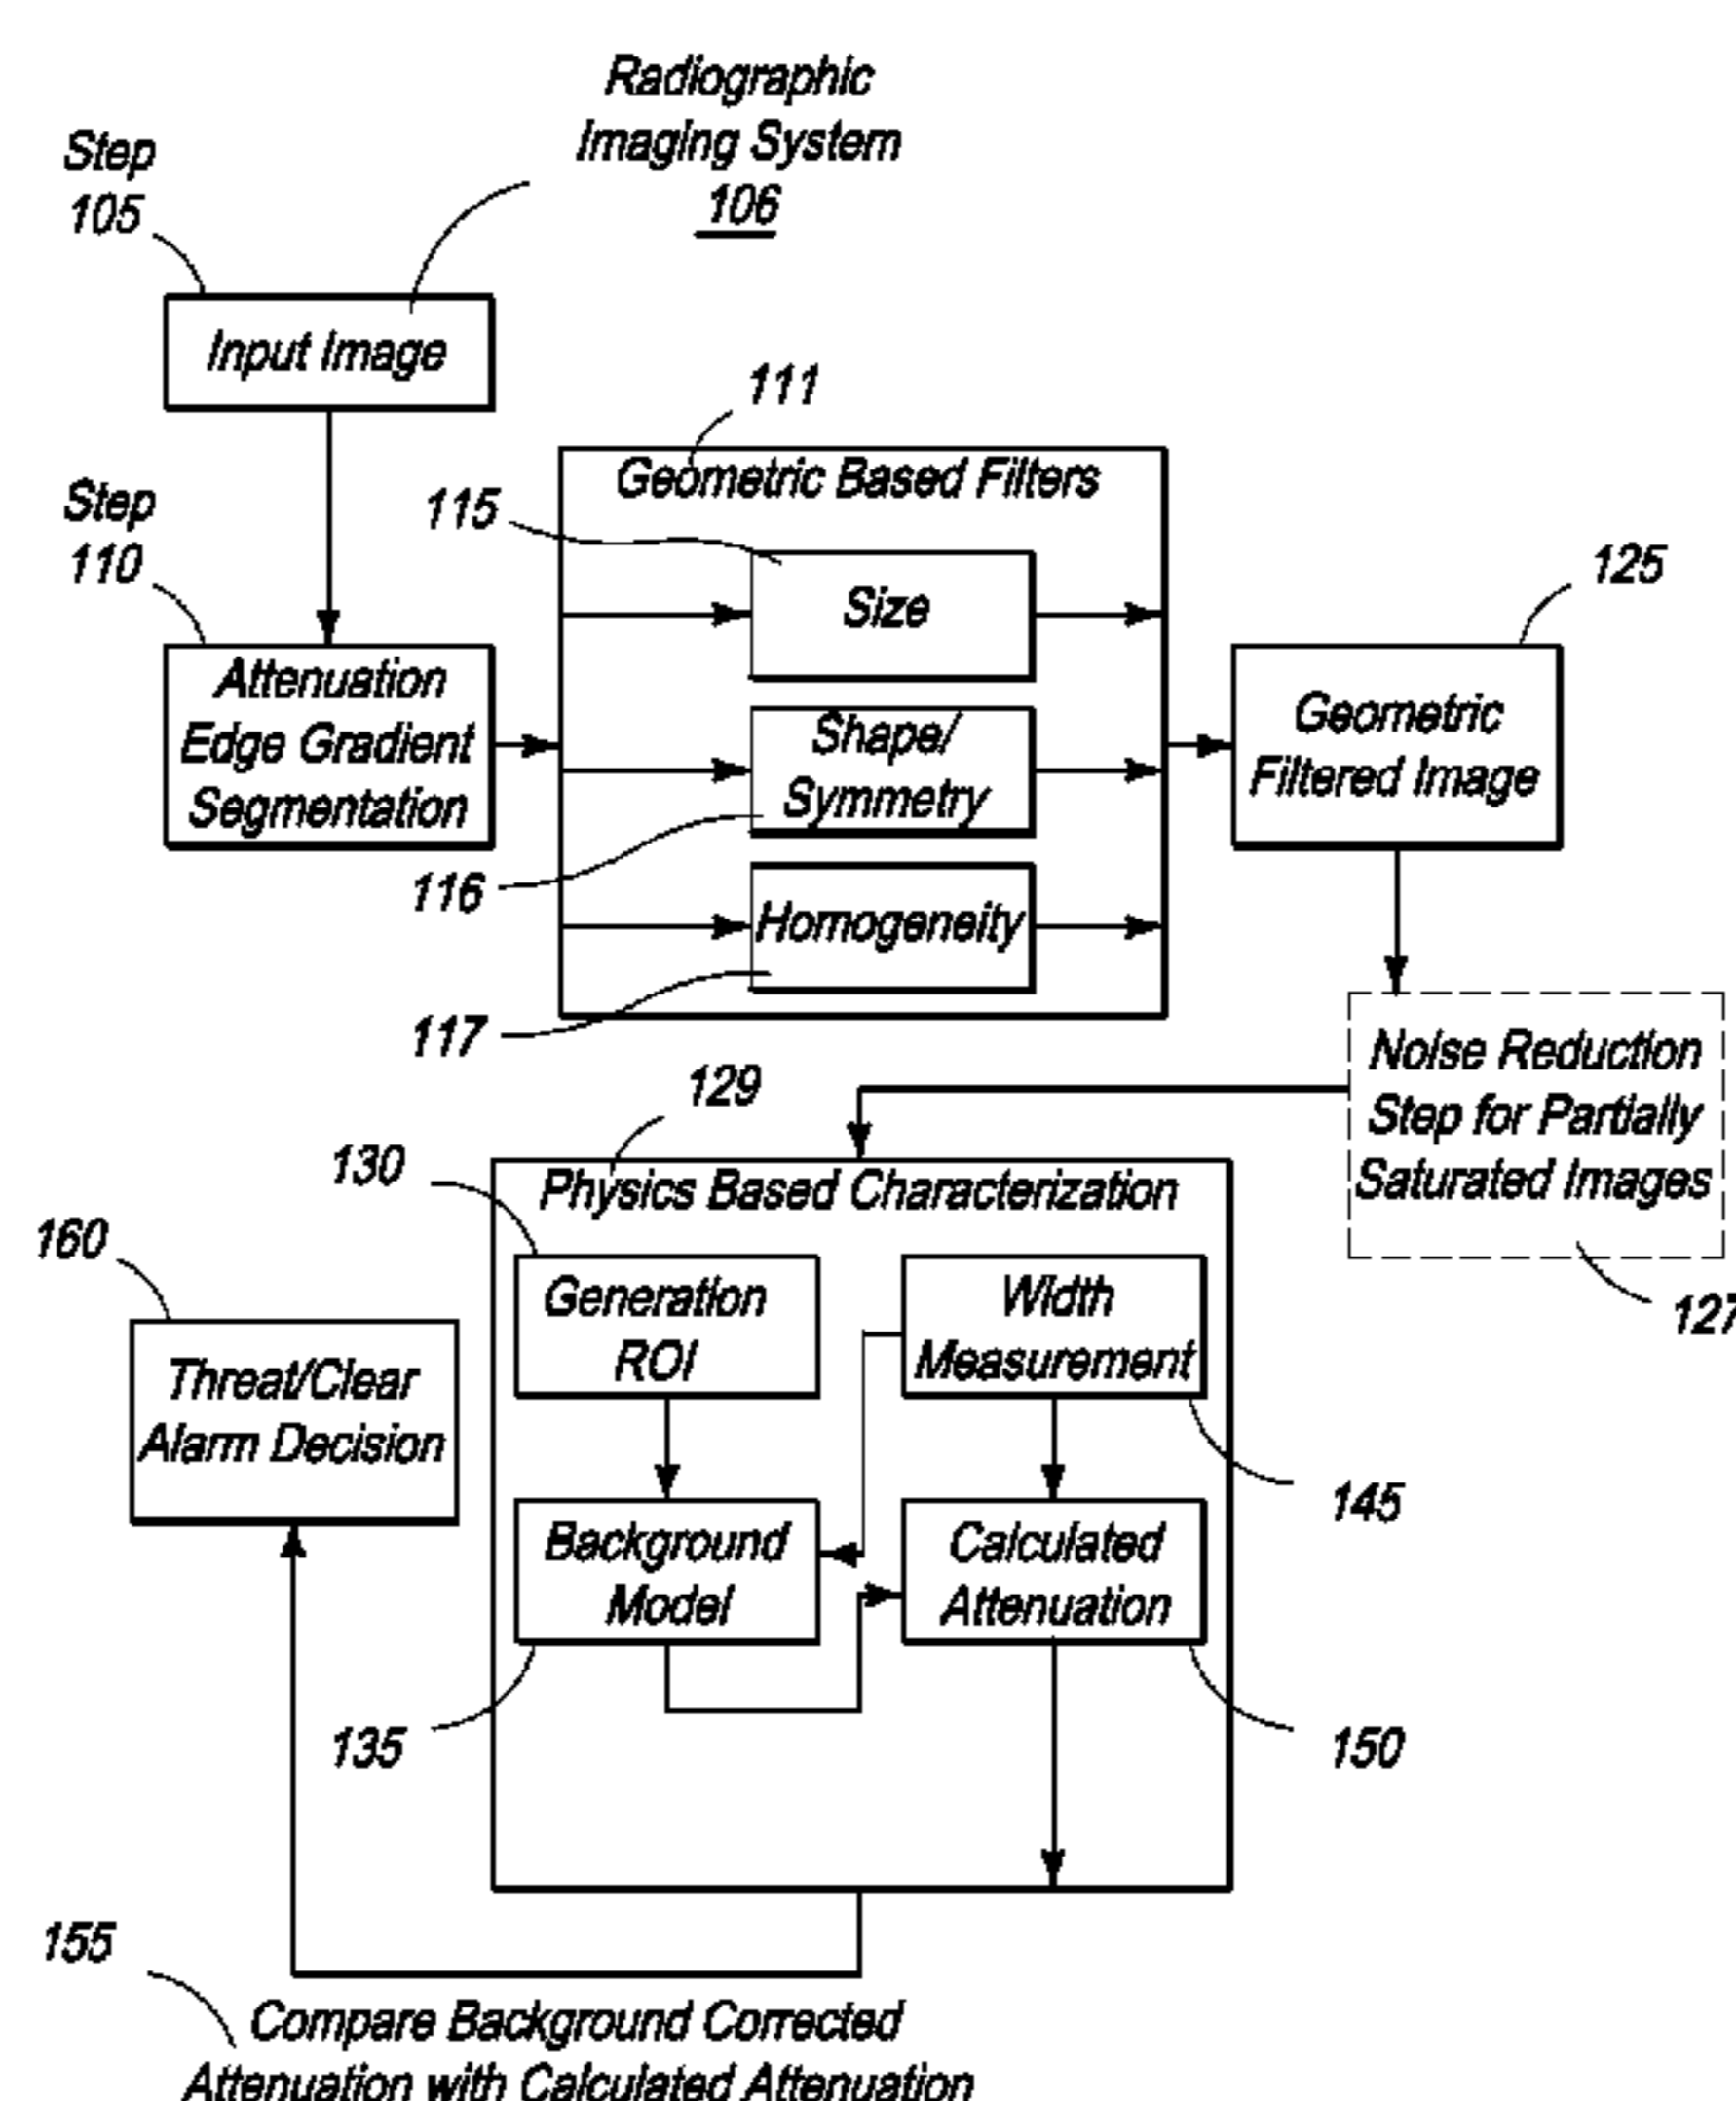 Radiographic
Imaging System
106
Step
105
Input Image
111
Geometric Based Filters
Step
110
115
Size
125
Attenuation
Edge Gradient
Segmentation
Shape/
Symmetry
Geometric
Filtered Image
116
Homogeneity
117
Noise Reduction
Step for Partially
Saturated Images
127
129
Physics Based Characterization
130
160
Generation
ROI
Width
Measurement
Threat/Clear
Alarm Decision
145
Background
Model
Calculated
Attenuation
135
150
155
Compare Background Corrected
Attenuation with Calculated Attenuation